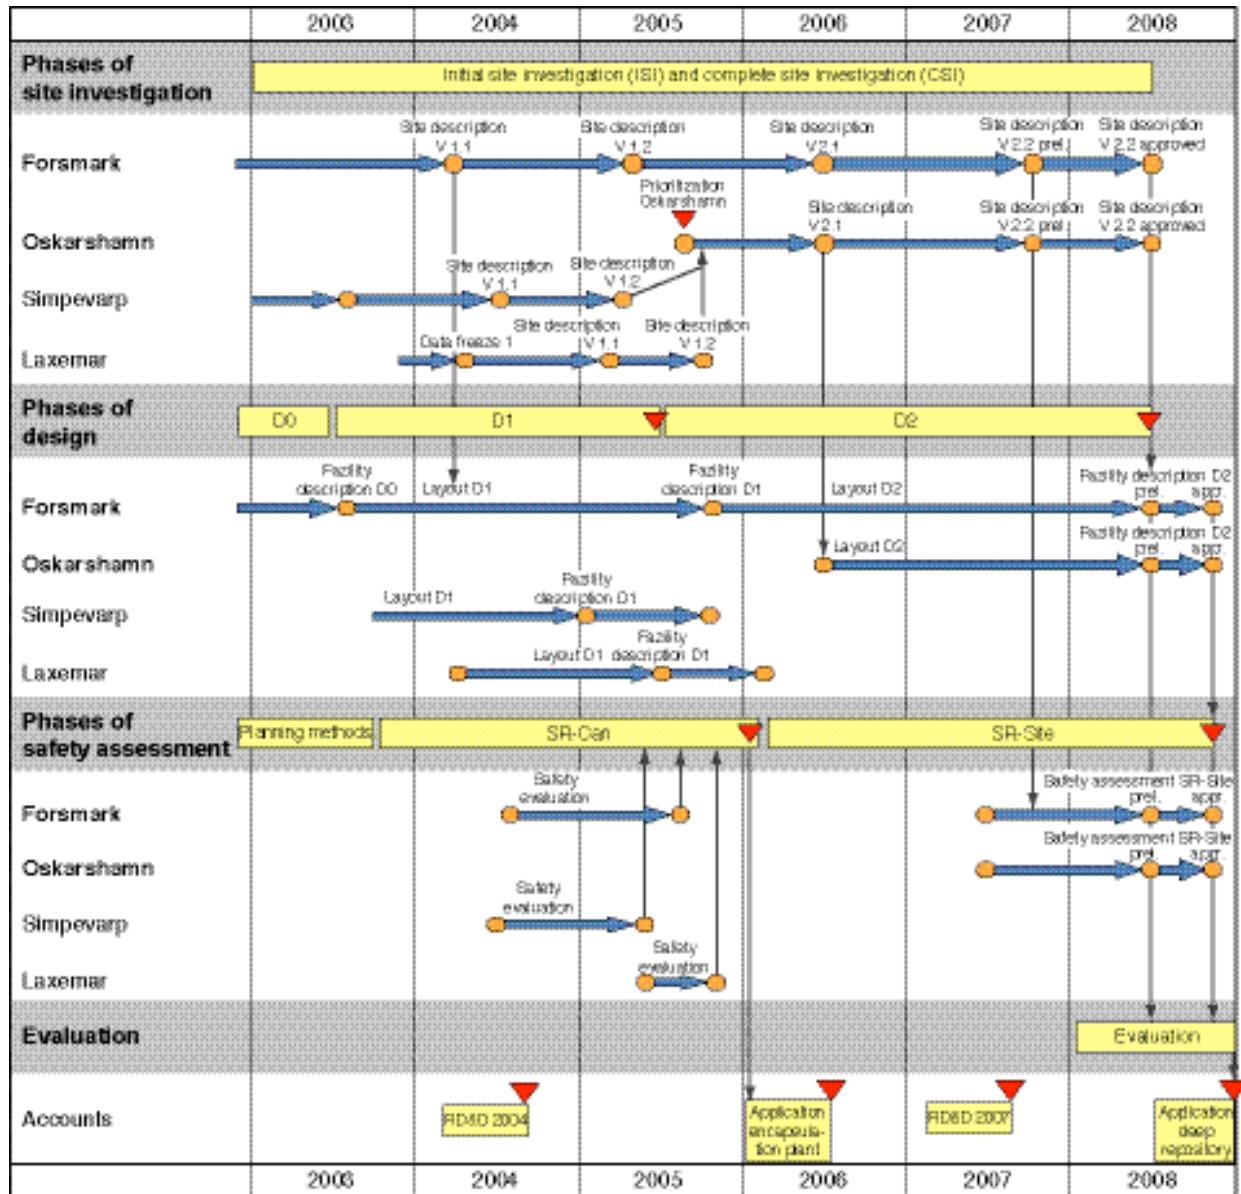 2003 2004 2005 2006 2007 2008
Phases of
site investigation
Initial site investigation (ISI) and complete site investigation (CSI)
Site description
V 1.1
Site description
V 1.2
Site description
V2.1
Site description
V 2.2 prel.
Site description
V 2.2 approved
Forsmark
Prioritization
Oskarshamn
Site description
V2.1
Site description
V 2.2 prel.
Site description
V 2.2 approved
Oskarshamn
Site description
V 1.1
Site description
V 1.2
Simpevarp
Data freeze 1
Site description
V 1.1
Site description
V 1.2
Laxemar
Phases of
design
D0 D1 D2
Facility
description D0
Layout D1
Facility
description D1
Layout D2
Facility description D2
prel. appr.
Forsmark
Layout D2
Facility description D2
prel. appr.
Oskarshamn
Layout D1
Facility
description D1
Simpevarp
Layout D1
Facility
description D1
Laxemar
Phases of
safety assessment
Planning methods SR-Can SR-Site
Safety
evaluation
Safety assessment SR-Site
prel. appr.
Forsmark
Safety assessment SR-Site
prel. appr.
Oskarshamn
Safety
evaluation
Simpevarp
Safety
evaluation
Laxemar
Evaluation
Evaluation
Accounts
RD&D 2004
Application
encapsula-
tion plant
RD&D 2007
Application
deep
repository
2003 2004 2005 2006 2007 2008